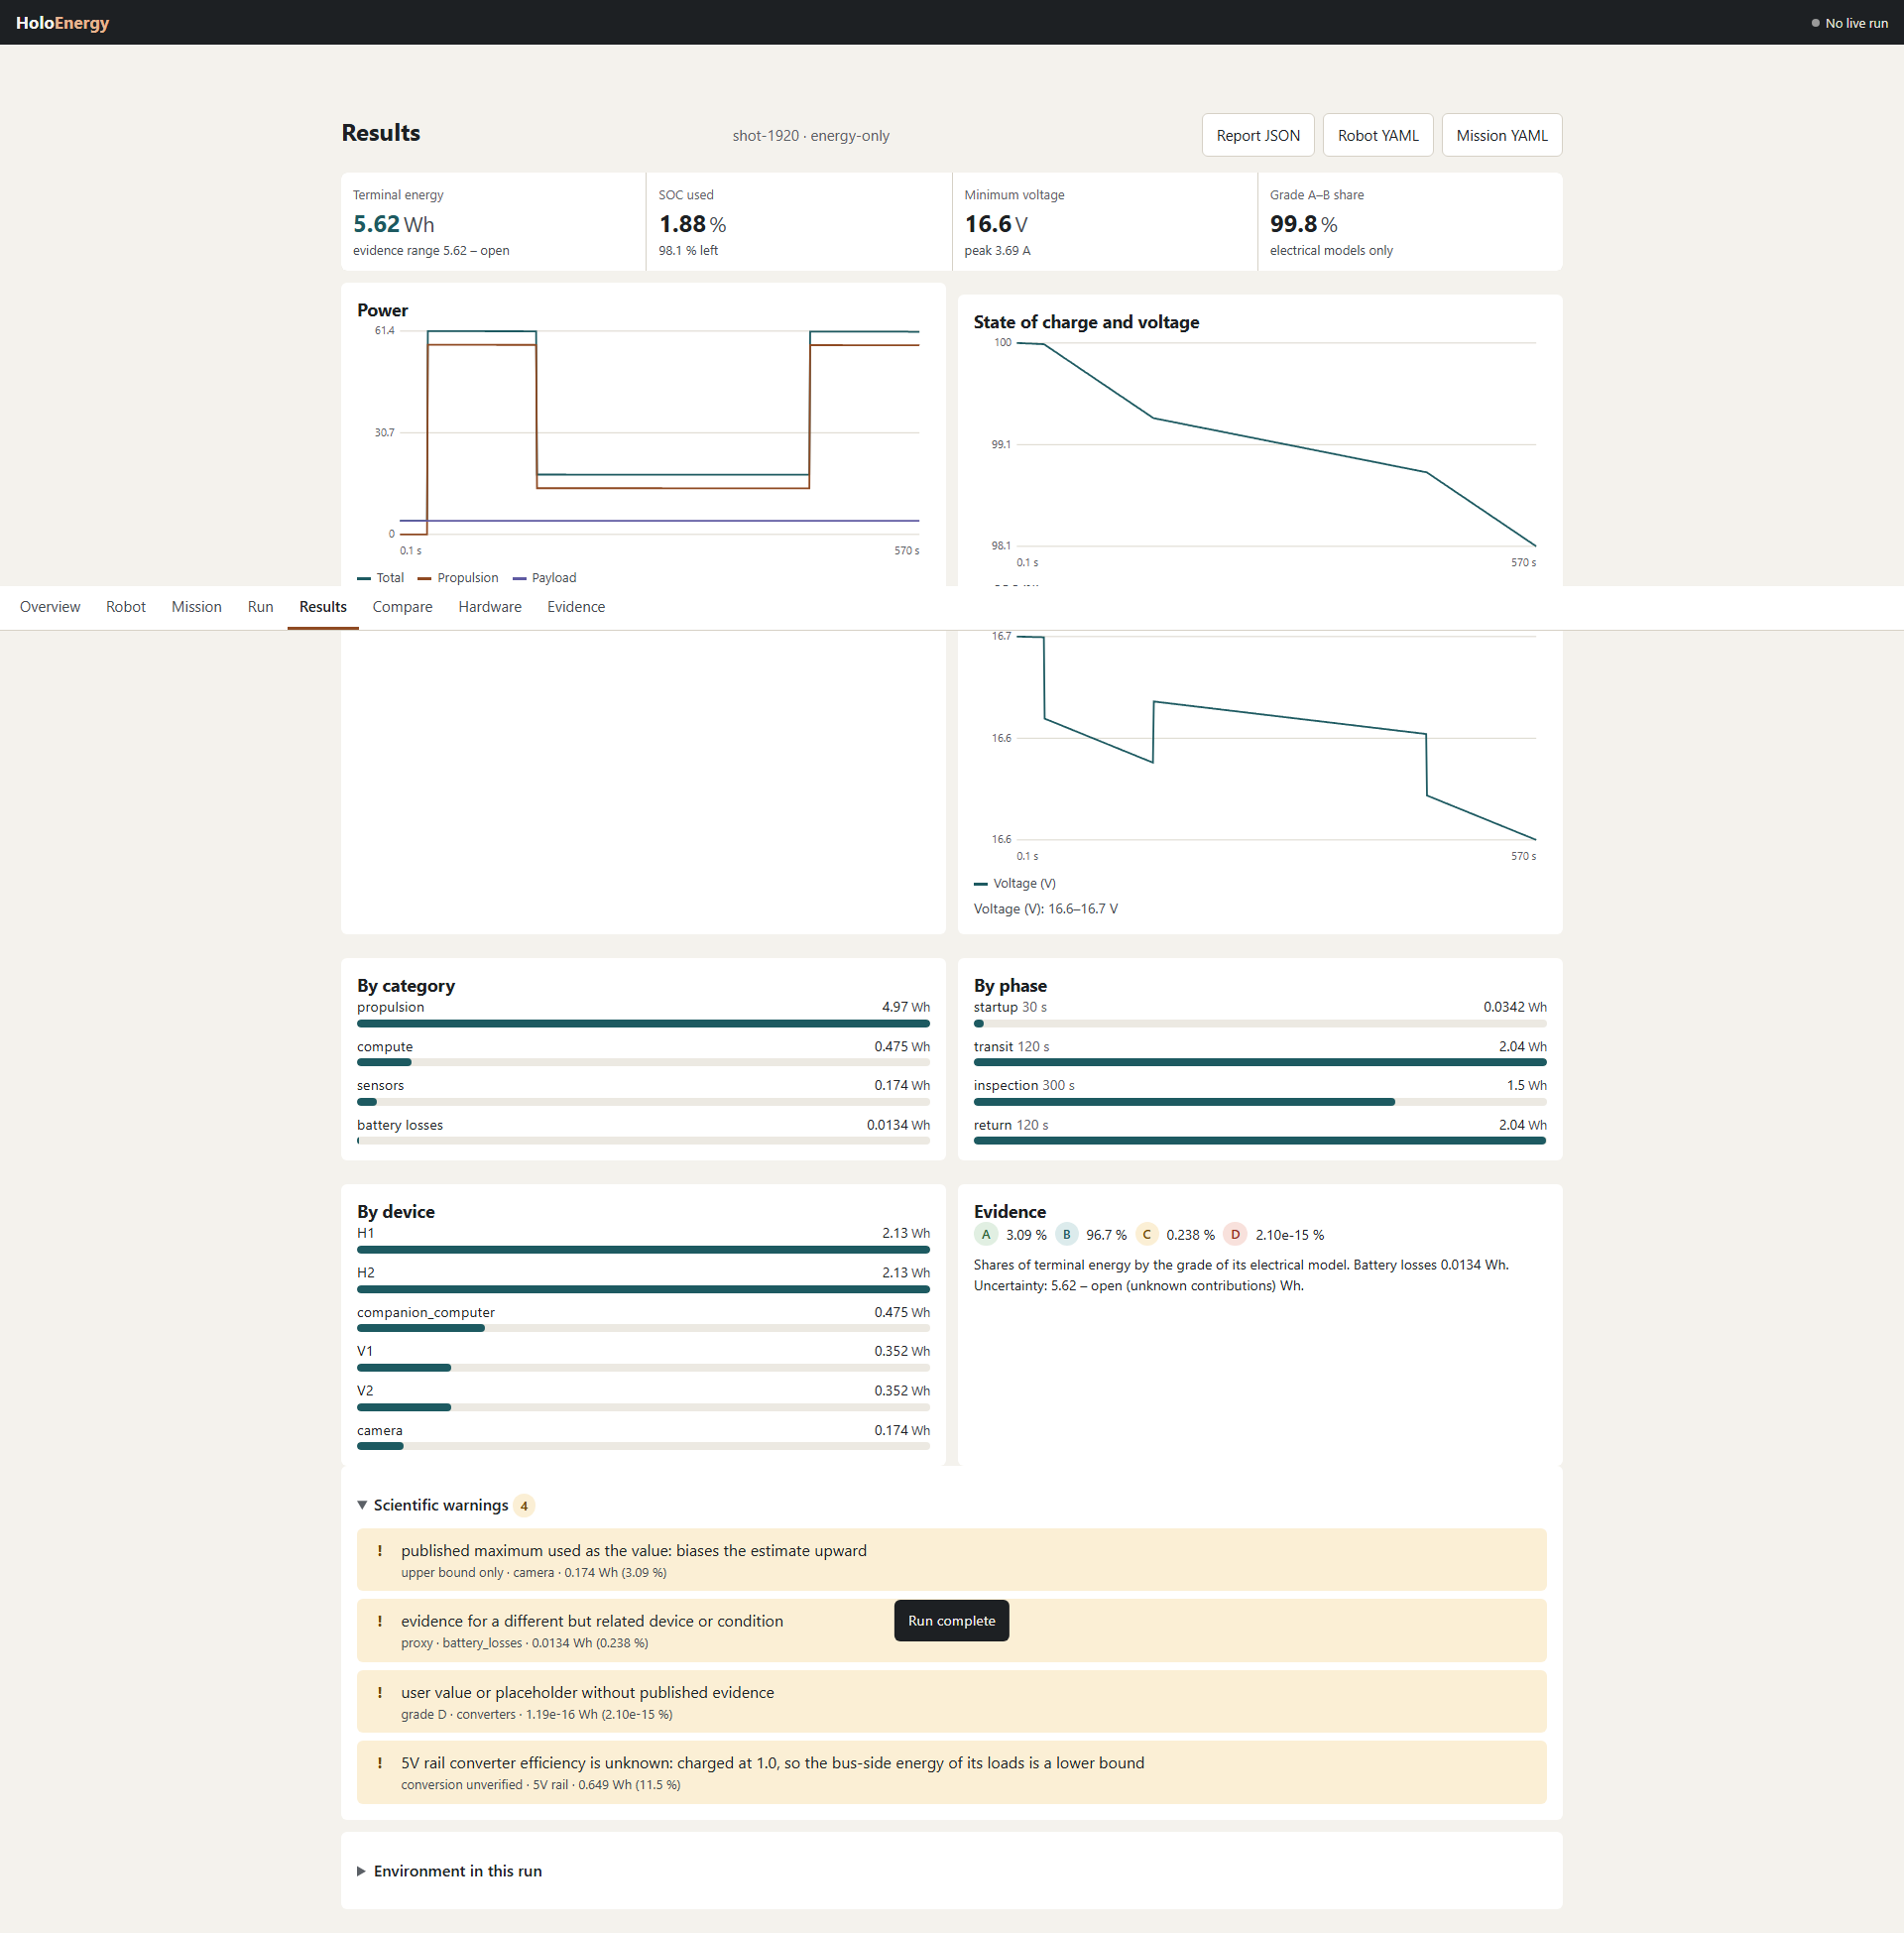 HoloEnergy
No live run
Results
shot-1920 · energy-only
Report JSON
Robot YAML
Mission YAML
Terminal energy
5.62 Wh
evidence range 5.62 – open
SOC used
1.88 %
98.1 % left
Minimum voltage
16.6 V
peak 3.69 A
Grade A–B share
99.8 %
electrical models only
Power
61.4
30.7
0
0.1 s
570 s
Total
Propulsion
Payload
State of charge and voltage
100
99.1
98.1
0.1 s
570 s
Overview
Robot
Mission
Run
Results
Compare
Hardware
Evidence
16.7
16.6
16.6
0.1 s
570 s
Voltage (V)
Voltage (V): 16.6–16.7 V
By category
propulsion 4.97 Wh
compute 0.475 Wh
sensors 0.174 Wh
battery losses 0.0134 Wh
By phase
startup 30 s 0.0342 Wh
transit 120 s 2.04 Wh
inspection 300 s 1.5 Wh
return 120 s 2.04 Wh
By device
H1 2.13 Wh
H2 2.13 Wh
companion_computer 0.475 Wh
V1 0.352 Wh
V2 0.352 Wh
camera 0.174 Wh
Evidence
A 3.09 % B 96.7 % C 0.238 % D 2.10e-15 %
Shares of terminal energy by the grade of its electrical model. Battery losses 0.0134 Wh.
Uncertainty: 5.62 – open (unknown contributions) Wh.
Scientific warnings 4
! published maximum used as the value: biases the estimate upward
upper bound only · camera · 0.174 Wh (3.09 %)
! evidence for a different but related device or condition
proxy · battery_losses · 0.0134 Wh (0.238 %)
Run complete
! user value or placeholder without published evidence
grade D · converters · 1.19e-16 Wh (2.10e-15 %)
! 5V rail converter efficiency is unknown: charged at 1.0, so the bus-side energy of its loads is a lower bound
conversion unverified · 5V rail · 0.649 Wh (11.5 %)
Environment in this run